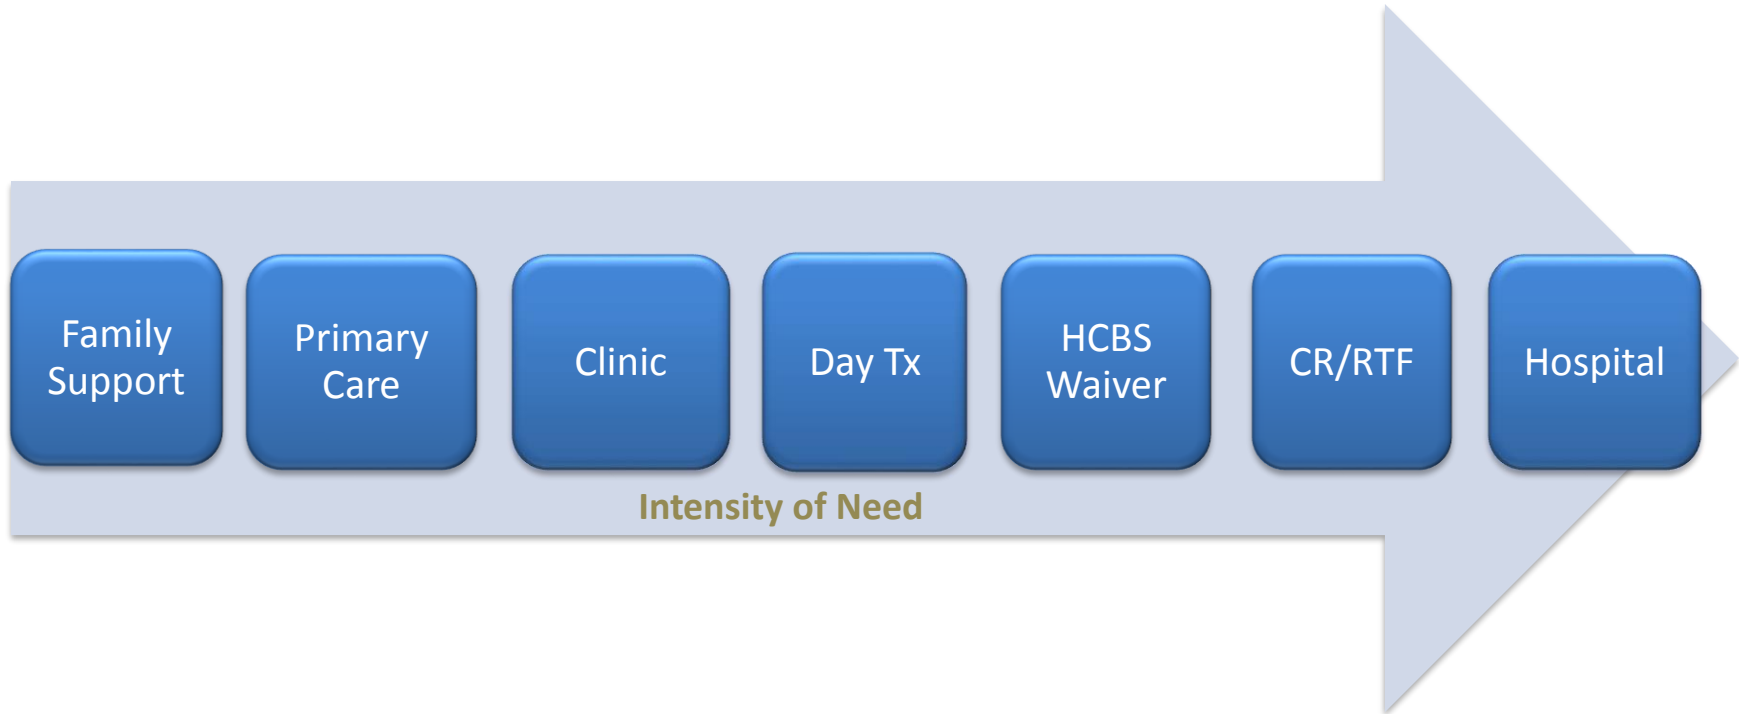 Family
Support
Primary
Care
Clinic
Day Tx
HCBS
Waiver
CR/RTF
Hospital
Intensity of Need